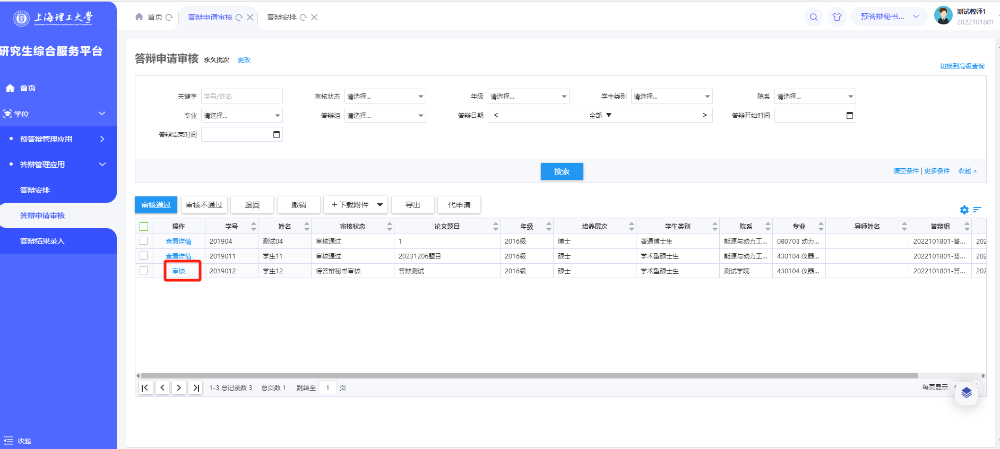 上海理工大學
UNIVERSITY OF SHANGHAI FOR SCIENCE AND TECHNOLOGY
研究生综合服务平台
首页
学位
预答辩管理应用
答辩管理应用
答辩安排
答辩申请审核
答辩结果录入
收起
首页
答辩申请审核
答辩安排
预答辩秘书...
测试教师1
2022101801
答辩申请审核 永久批次 更改
切换到高级查询
关键字 学号/姓名 审核状态 请选择... 年级 请选择... 学生类别 请选择... 院系 请选择...
专业 请选择... 答辩组 请选择... 答辩日期 < 全部 ▼ > 答辩开始时间
答辩结束时间
搜索
清空条件 | 更多条件 收起 >
审核通过 审核不通过 退回 撤销 +下载附件 导出 代申请
操作 学号 姓名 审核状态 论文题目 年级 培养层次 学生类别 院系 专业 导师姓名 答辩组
查看详情 201904 测试04 审核通过 1 2016级 博士 普通博士生 能源与动力工... 080703 动力... 2022101801-答... 202
查看详情 2019011 学生11 审核通过 20231206题目 2016级 硕士 学术型硕士生 能源与动力工... 430104 仪器... 2022101801-答... 202
审核 2019012 学生12 待答辩秘书审核 答辩测试 2016级 硕士 学术型硕士生 测试学院 430104 仪器... 2022101801-答... 202
1-3 总记录数 3 总页数 1 跳转至 1 页
每页显示